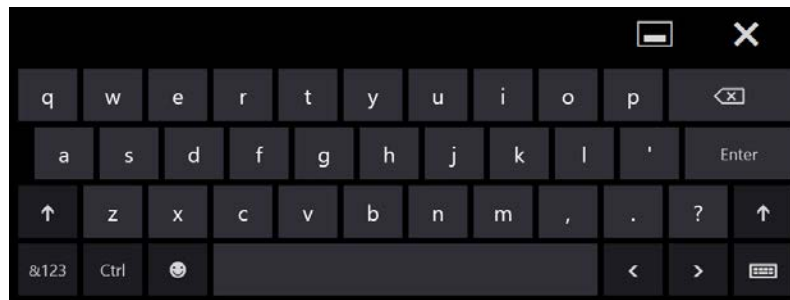 q w e r t y u i o p
a s d f g h j k l ' Enter
z x c v b n m , . ?
&123 Ctrl < >